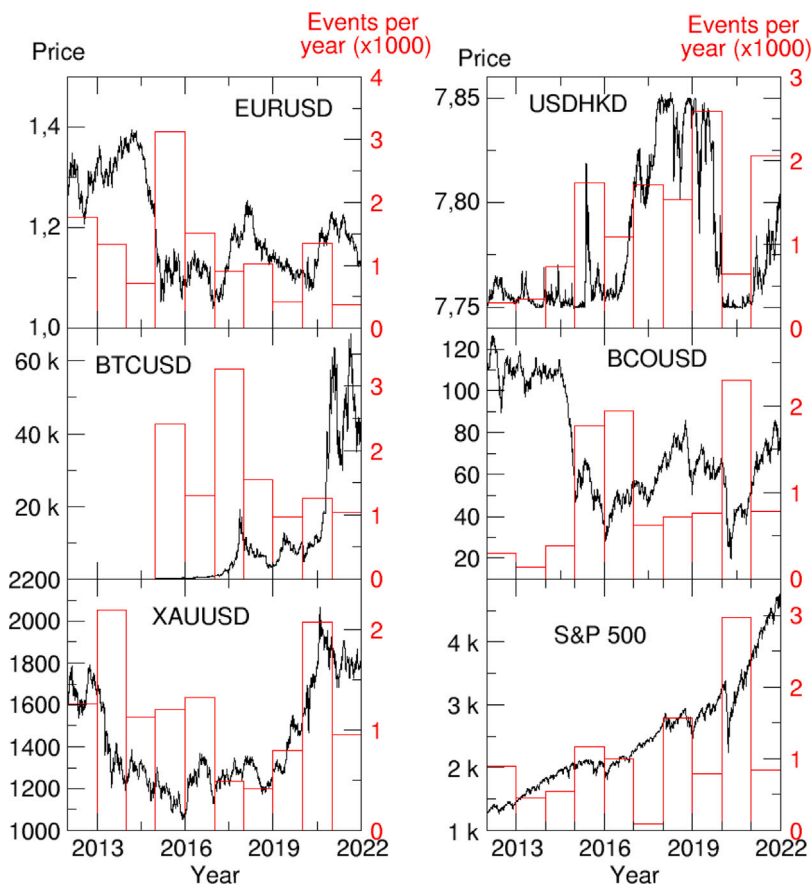 Price
Events per
year (x1000)
EURUSD
1,4
1,2
1,0
4
3
2
1
0
BTCUSD
60 k
40 k
20 k
3
2
1
0
XAUUSD
2200
2000
1800
1600
1400
1200
1000
2
1
0
2013
2016
2019
2022
Year
Price
Events per
year (x1000)
USDHKD
7,85
7,80
7,75
3
2
1
0
BCOUSD
120
100
80
60
40
20
2
1
0
S&P 500
4 k
3 k
2 k
1 k
3
2
1
0
2013
2016
2019
2022
Year